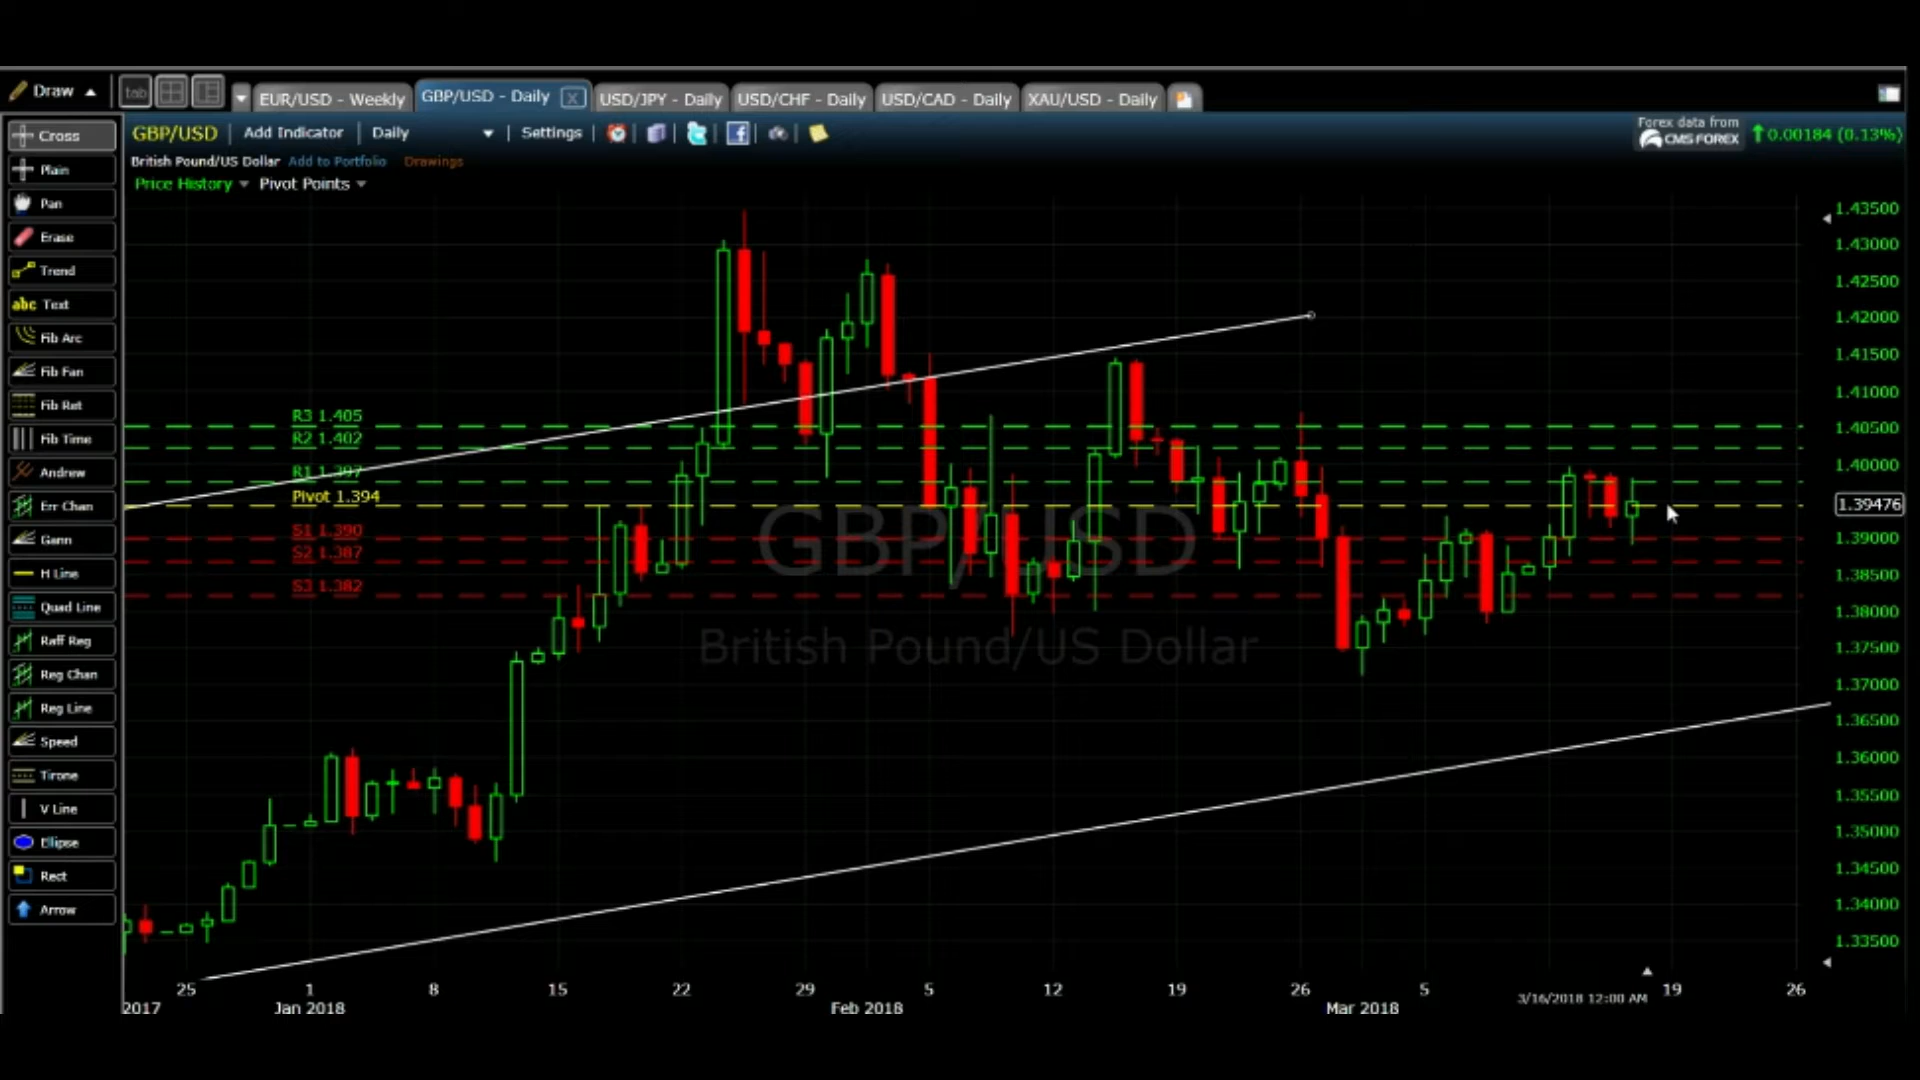 Draw
tab
EUR/USD - Weekly
GBP/USD - Daily
USD/JPY - Daily
USD/CHF - Daily
USD/CAD - Daily
XAU/USD - Daily
Cross
GBP/USD
Add Indicator
Daily
Settings
Forex data from
CMS FOREX
0.00184 (0.13%)
British Pound/US Dollar
Add to Portfolio
Drawings
Price History
Pivot Points
Plain
Pan
Erase
Trend
abc Text
Fib Arc
Fib Fan
Fib Ret
Fib Time
Andrew
Err Chan
Gann
H Line
Quad Line
Raff Reg
Reg Chan
Reg Line
Speed
Tirone
V Line
Ellipse
Rect
Arrow
R3 1.405
R2 1.402
R1 1.397
Pivot 1.394
S1 1.390
S2 1.387
S3 1.382
GBP/USD
British Pound/US Dollar
1.43500
1.43000
1.42500
1.42000
1.41500
1.41000
1.40500
1.40000
1.39476
1.39000
1.38500
1.38000
1.37500
1.37000
1.36500
1.36000
1.35500
1.35000
1.34500
1.34000
1.33500
25
1
8
15
22
29
5
12
19
26
5
19
26
2017
Jan 2018
Feb 2018
Mar 2018
3/16/2018 12:00 AM